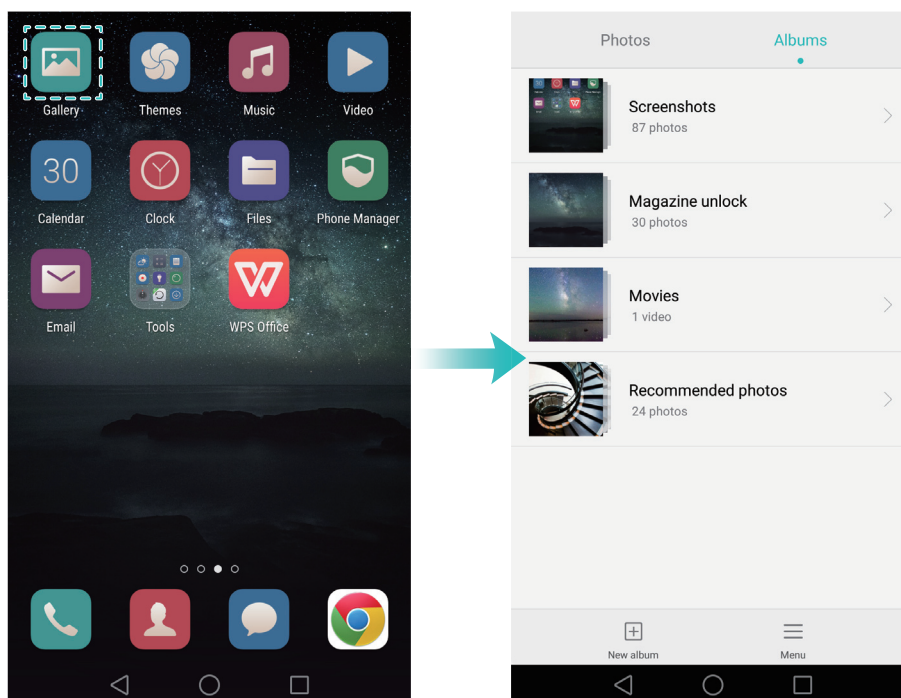 Gallery
Themes
Music
Video
30
Calendar
Clock
Files
Phone Manager
Email
Tools
WPS Office
Photos
Albums
Screenshots
87 photos
Magazine unlock
30 photos
Movies
1 video
Recommended photos
24 photos
New album
Menu